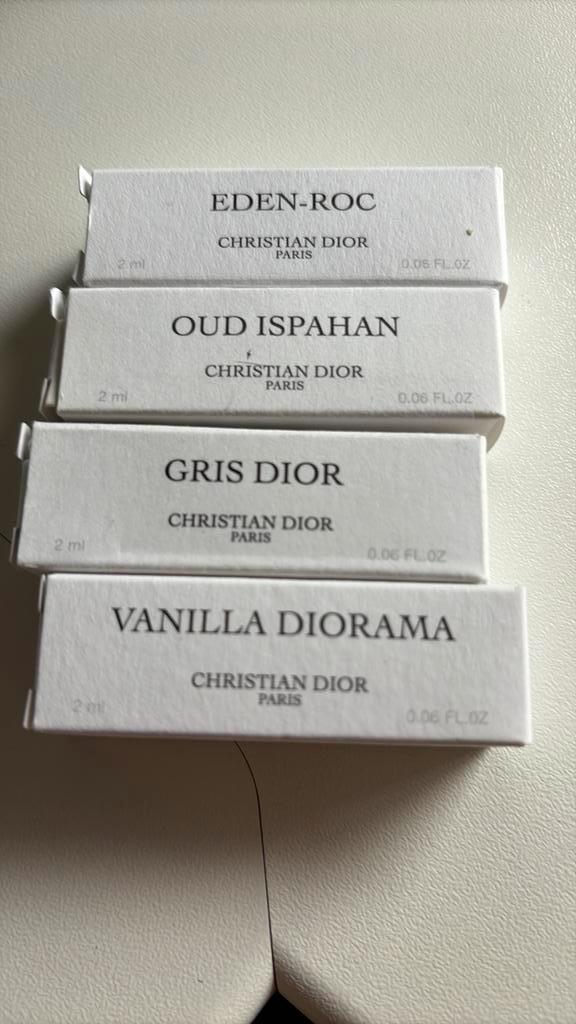 EDEN-ROC
CHRISTIAN DIOR
PARIS
2 ml 0.06 FL.OZ
OUD ISPAHAN
CHRISTIAN DIOR
PARIS
2 ml 0.06 FL.OZ
GRIS DIOR
CHRISTIAN DIOR
PARIS
2 ml 0.06 FL.OZ
VANILLA DIORAMA
CHRISTIAN DIOR
PARIS
2 ml 0.06 FL.OZ